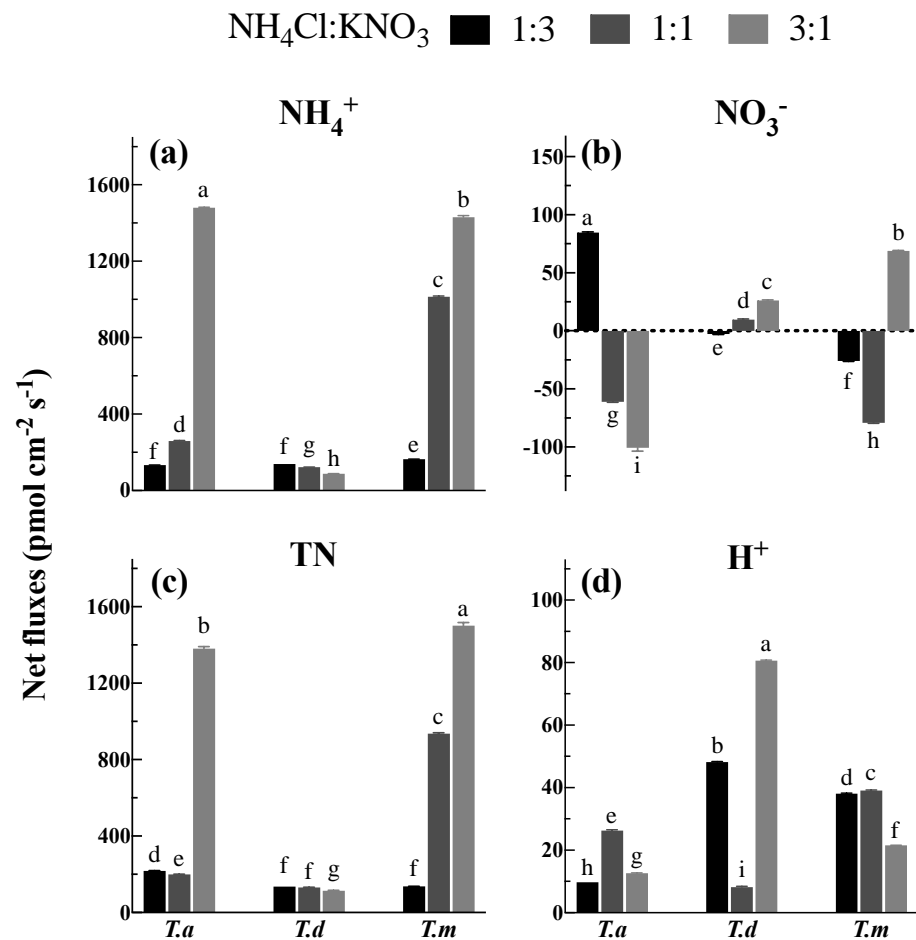 NH₄Cl:KNO₃ 1:3 1:1 3:1
Net fluxes (pmol cm⁻² s⁻¹)
NH₄⁺
(a)
1600
1200
800
400
0
f d a
f g h
e c b
NO₃⁻
(b)
150
100
50
0
-50
-100
a g i
e d c
f h b
TN
(c)
1600
1200
800
400
0
d e b
f f g
f c a
T.a T.d T.m
H⁺
(d)
100
80
60
40
20
0
h e g
b i a
d c f
T.a T.d T.m